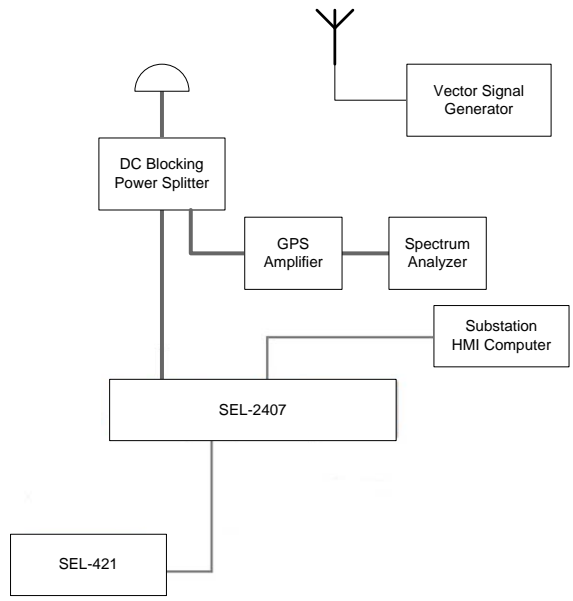 Vector Signal
Generator
DC Blocking
Power Splitter
GPS
Amplifier
Spectrum
Analyzer
Substation
HMI Computer
SEL-2407
SEL-421